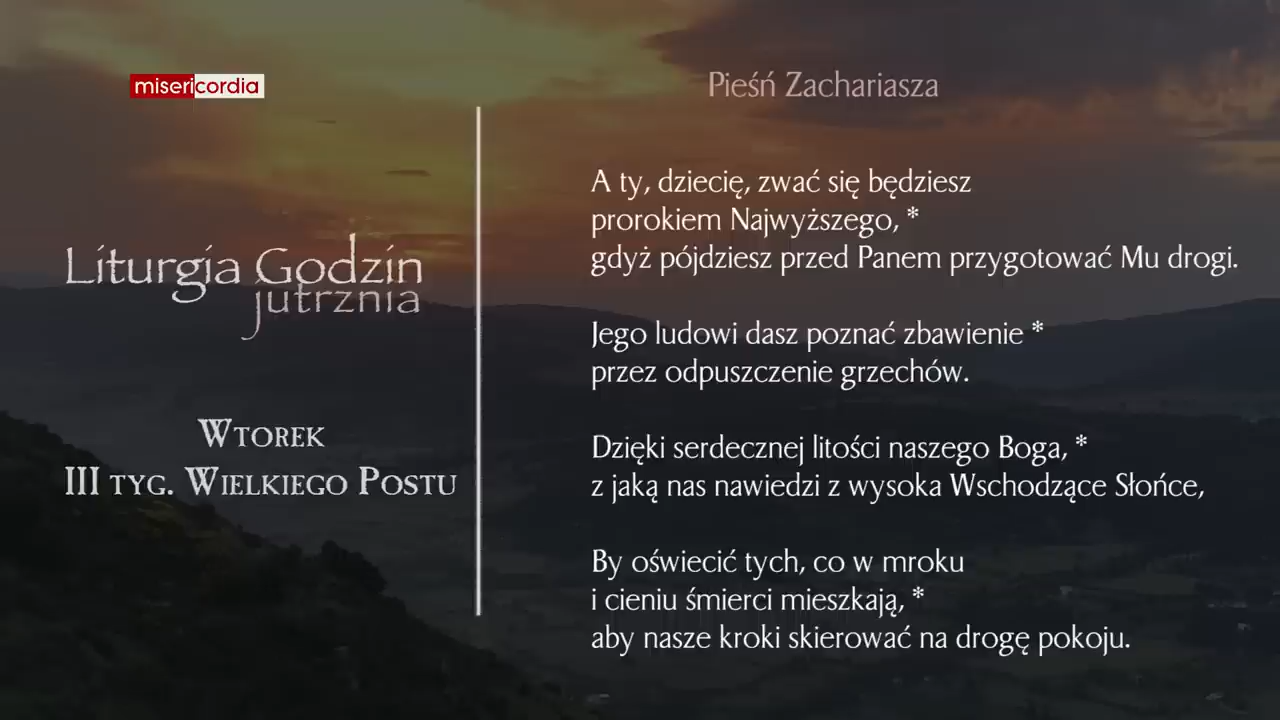 misericordia
Pieśń Zachariasza
Liturgia Godzin
jutrznia
Wtorek
III tyg. Wielkiego Postu
A ty, dziecię, zwać się będziesz
prorokiem Najwyższego, *
gdyż pójdziesz przed Panem przygotować Mu drogi.
Jego ludowi dasz poznać zbawienie *
przez odpuszczenie grzechów.
Dzięki serdecznej litości naszego Boga, *
z jaką nas nawiedzi z wysoka Wschodzące Słońce,
By oświecić tych, co w mroku
i cieniu śmierci mieszkają, *
aby nasze kroki skierować na drogę pokoju.